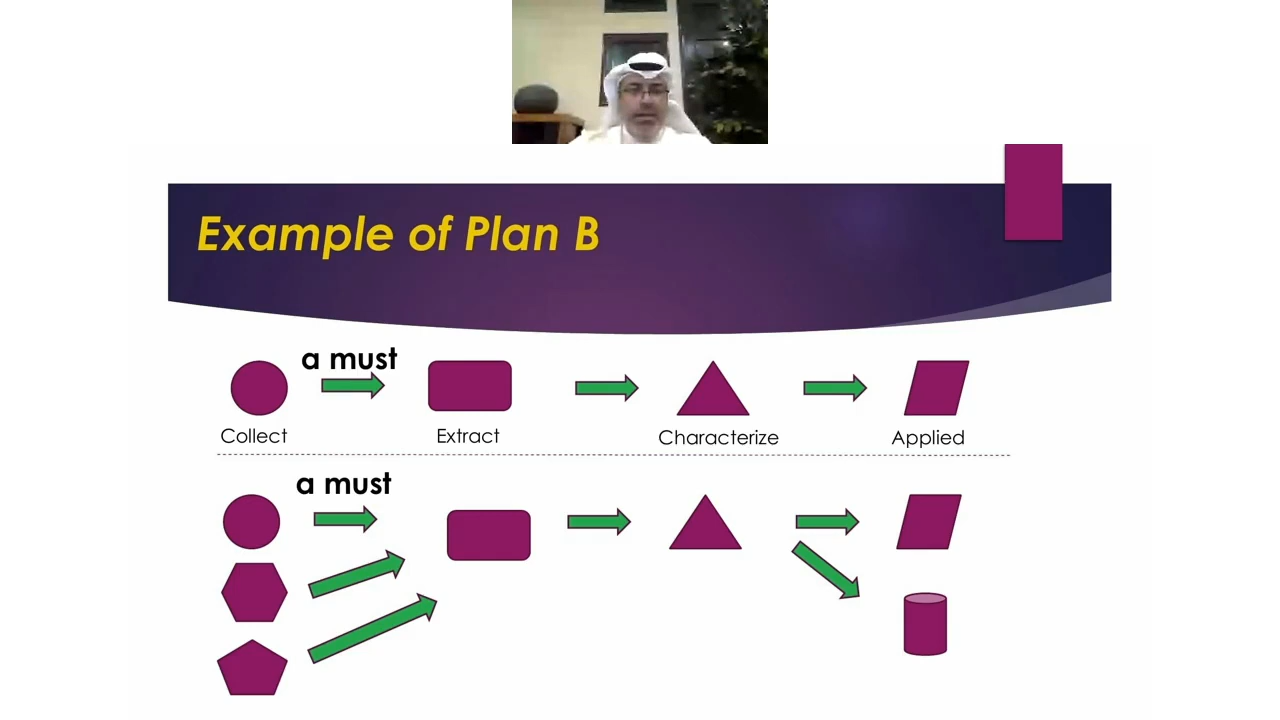 Example of Plan B
a must
Collect
Extract
Characterize
Applied
a must